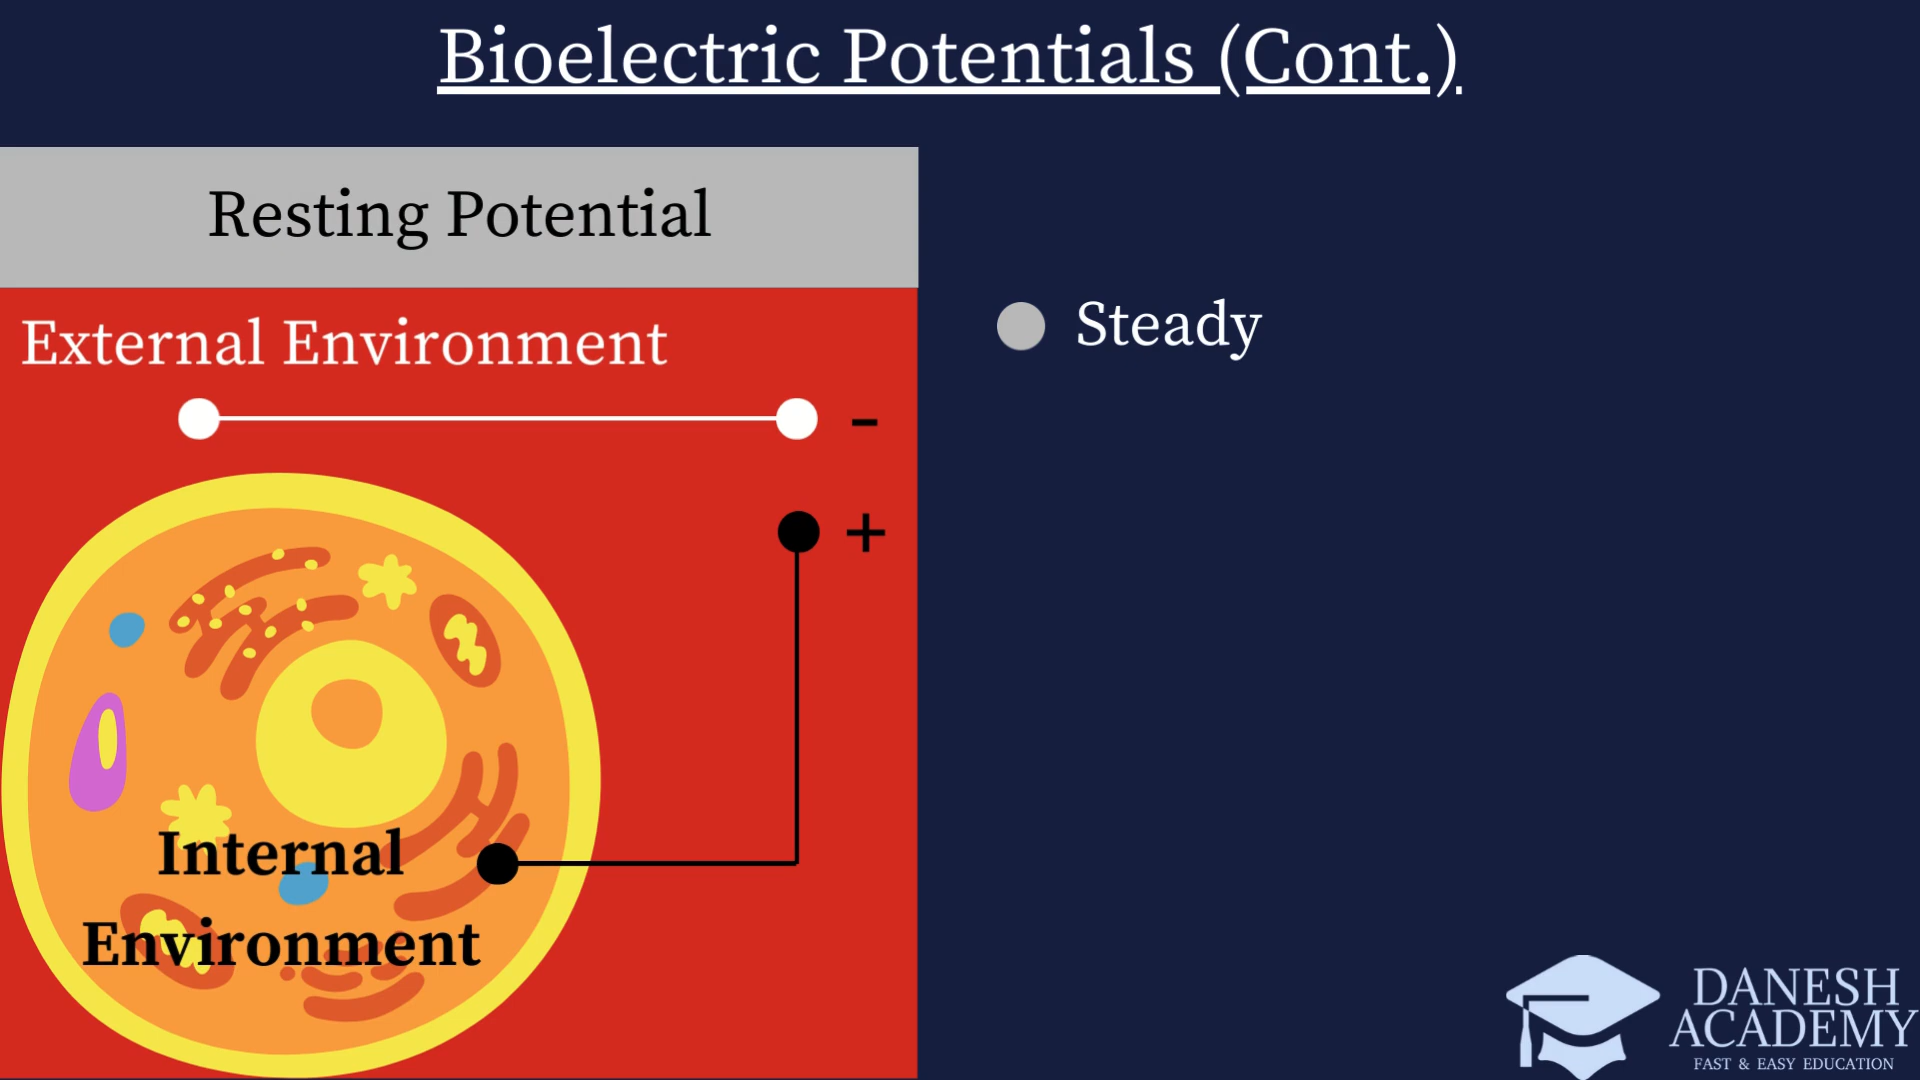 Bioelectric Potentials (Cont.)
Resting Potential
External Environment
-
+
Internal
Environment
Steady
DANESH
ACADEMY
FAST & EASY EDUCATION